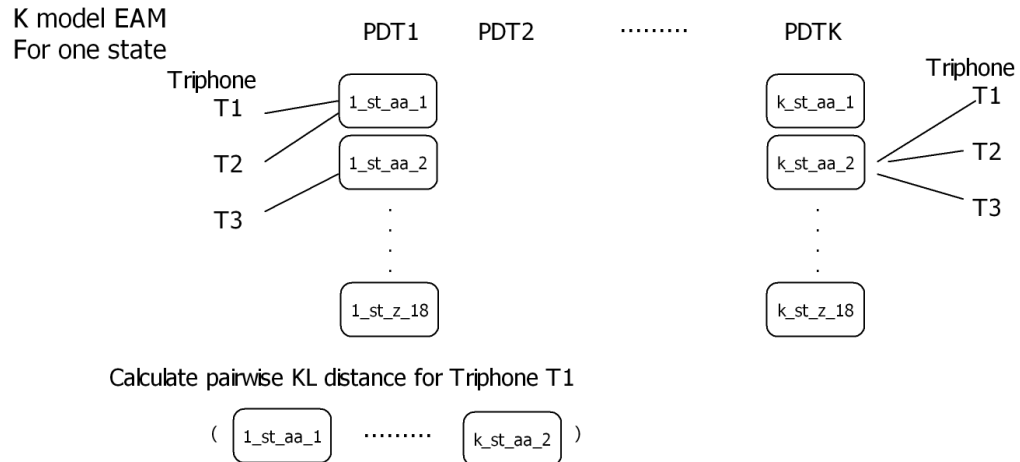 K model EAM
For one state
PDT1 PDT2 ········· PDTK
Triphone
T1
T2
T3
1_st_aa_1
1_st_aa_2
.
.
.
.
1_st_z_18
k_st_aa_1
k_st_aa_2
.
.
.
.
k_st_z_18
Triphone
T1
T2
T3
Calculate pairwise KL distance for Triphone T1
( 1_st_aa_1 ········· k_st_aa_2 )